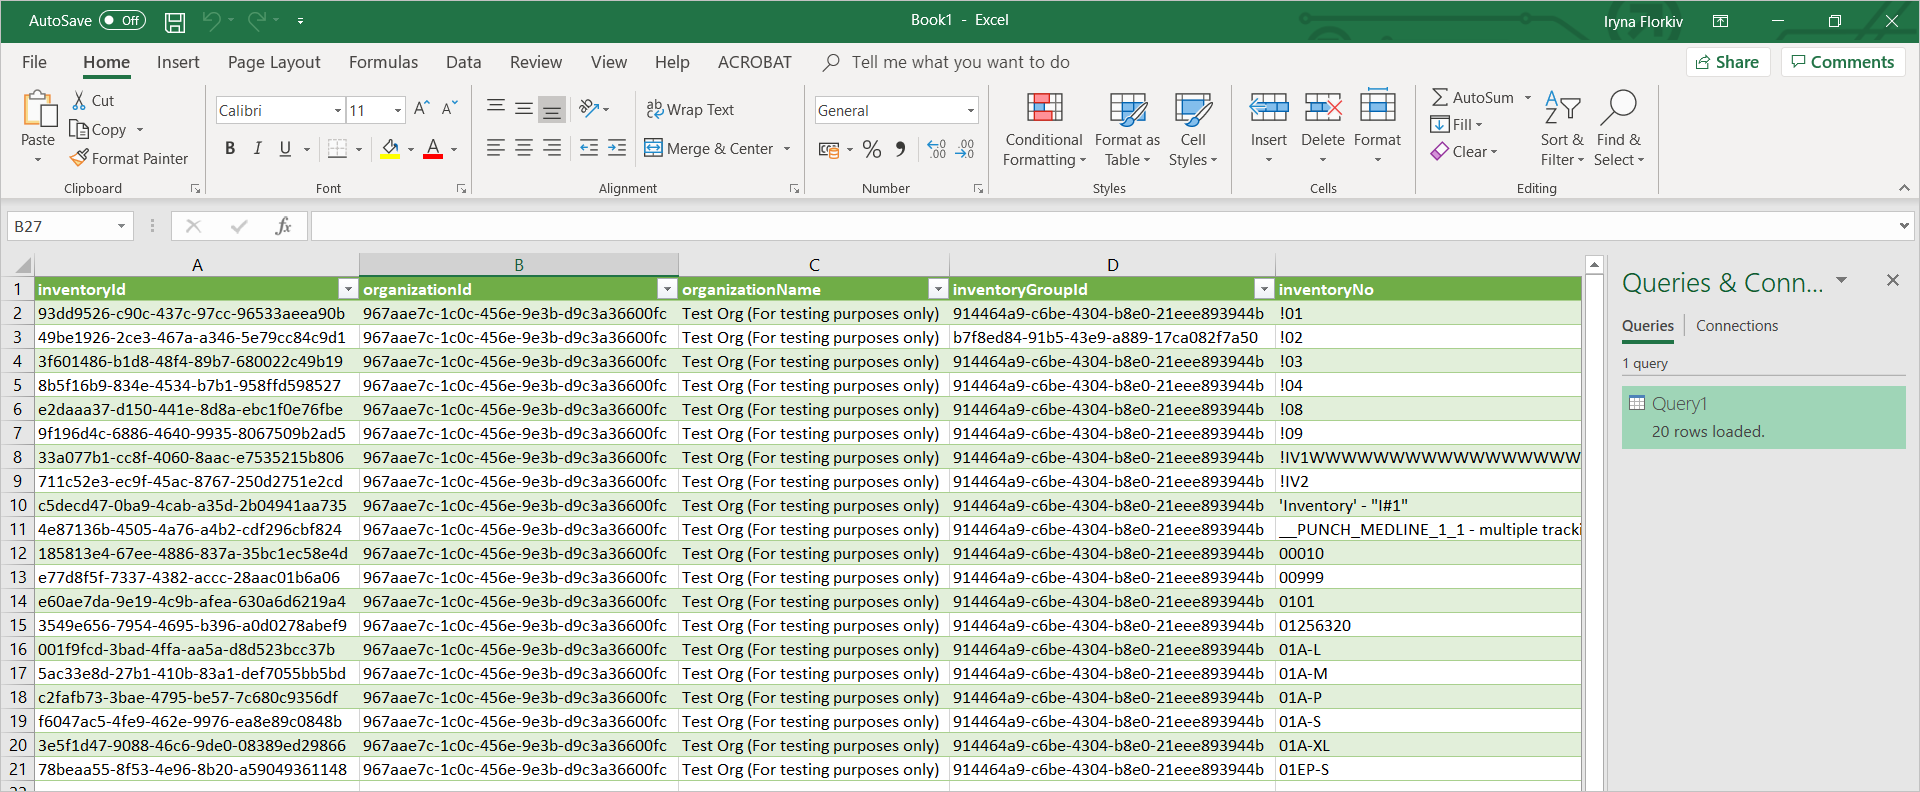 AutoSave Off Book1 - Excel Iryna Florkiv
File Home Insert Page Layout Formulas Data Review View Help ACROBAT Tell me what you want to do Share Comments
Paste Cut Copy Format Painter Clipboard
Calibri 11 B I U A A A Font
ab Wrap Text Merge & Center Alignment
General % Number
Conditional Formatting Format as Table Cell Styles Styles
Insert Delete Format Cells
AutoSum Fill Clear Sort & Filter Find & Select Editing
B27 fx
A B C D
1 inventoryId organizationId organizationName inventoryGroupId inventoryNo
2 93dd9526-c90c-437c-97cc-96533aeea90b 967aae7c-1c0c-456e-9e3b-d9c3a36600fc Test Org (For testing purposes only) 914464a9-c6be-4304-b8e0-21eee893944b !01
3 49be1926-2ce3-467a-a346-5e79cc84c9d1 967aae7c-1c0c-456e-9e3b-d9c3a36600fc Test Org (For testing purposes only) b7f8ed84-91b5-43e9-a889-17ca082f7a50 !02
4 3f601486-b1d8-48f4-89b7-680022c49b19 967aae7c-1c0c-456e-9e3b-d9c3a36600fc Test Org (For testing purposes only) 914464a9-c6be-4304-b8e0-21eee893944b !03
5 8b5f16b9-834e-4534-b7b1-958ffd598527 967aae7c-1c0c-456e-9e3b-d9c3a36600fc Test Org (For testing purposes only) 914464a9-c6be-4304-b8e0-21eee893944b !04
6 e2daaa37-d150-441e-8d8a-ebc1f0e76fbe 967aae7c-1c0c-456e-9e3b-d9c3a36600fc Test Org (For testing purposes only) 914464a9-c6be-4304-b8e0-21eee893944b !08
7 9f196d4c-6886-4640-9935-8067509b2ad5 967aae7c-1c0c-456e-9e3b-d9c3a36600fc Test Org (For testing purposes only) 914464a9-c6be-4304-b8e0-21eee893944b !09
8 33a077b1-cc8f-4060-8aac-e7535215b806 967aae7c-1c0c-456e-9e3b-d9c3a36600fc Test Org (For testing purposes only) 914464a9-c6be-4304-b8e0-21eee893944b !IV1WWWWWWWWWWWWWWWWW
9 711c52e3-ec9f-45ac-8767-250d2751e2cd 967aae7c-1c0c-456e-9e3b-d9c3a36600fc Test Org (For testing purposes only) 914464a9-c6be-4304-b8e0-21eee893944b !IV2
10 c5decd47-0ba9-4cab-a35d-2b04941aa735 967aae7c-1c0c-456e-9e3b-d9c3a36600fc Test Org (For testing purposes only) 914464a9-c6be-4304-b8e0-21eee893944b 'Inventory' - "I#1"
11 4e87136b-4505-4a76-a4b2-cdf296cbf824 967aae7c-1c0c-456e-9e3b-d9c3a36600fc Test Org (For testing purposes only) 914464a9-c6be-4304-b8e0-21eee893944b __PUNCH_MEDLINE_1_1 - multiple tracki
12 185813e4-67ee-4886-837a-35bc1ec58e4d 967aae7c-1c0c-456e-9e3b-d9c3a36600fc Test Org (For testing purposes only) 914464a9-c6be-4304-b8e0-21eee893944b 00010
13 e77d8f5f-7337-4382-accc-28aac01b6a06 967aae7c-1c0c-456e-9e3b-d9c3a36600fc Test Org (For testing purposes only) 914464a9-c6be-4304-b8e0-21eee893944b 00999
14 e60ae7da-9e19-4c9b-afea-630a6d6219a4 967aae7c-1c0c-456e-9e3b-d9c3a36600fc Test Org (For testing purposes only) 914464a9-c6be-4304-b8e0-21eee893944b 0101
15 3549e656-7954-4695-b396-a0d0278abef9 967aae7c-1c0c-456e-9e3b-d9c3a36600fc Test Org (For testing purposes only) 914464a9-c6be-4304-b8e0-21eee893944b 01256320
16 001f9fcd-3bad-4ffa-aa5a-d8d523bcc37b 967aae7c-1c0c-456e-9e3b-d9c3a36600fc Test Org (For testing purposes only) 914464a9-c6be-4304-b8e0-21eee893944b 01A-L
17 5ac33e8d-27b1-410b-83a1-def7055bb5bd 967aae7c-1c0c-456e-9e3b-d9c3a36600fc Test Org (For testing purposes only) 914464a9-c6be-4304-b8e0-21eee893944b 01A-M
18 c2fafb73-3bae-4795-be57-7c680c9356df 967aae7c-1c0c-456e-9e3b-d9c3a36600fc Test Org (For testing purposes only) 914464a9-c6be-4304-b8e0-21eee893944b 01A-P
19 f6047ac5-4fe9-462e-9976-ea8e89c0848b 967aae7c-1c0c-456e-9e3b-d9c3a36600fc Test Org (For testing purposes only) 914464a9-c6be-4304-b8e0-21eee893944b 01A-S
20 3e5f1d47-9088-46c6-9de0-08389ed29866 967aae7c-1c0c-456e-9e3b-d9c3a36600fc Test Org (For testing purposes only) 914464a9-c6be-4304-b8e0-21eee893944b 01A-XL
21 78beaa55-8f53-4e96-8b20-a59049361148 967aae7c-1c0c-456e-9e3b-d9c3a36600fc Test Org (For testing purposes only) 914464a9-c6be-4304-b8e0-21eee893944b 01EP-S
Queries & Conn...
Queries Connections
1 query
Query1
20 rows loaded.